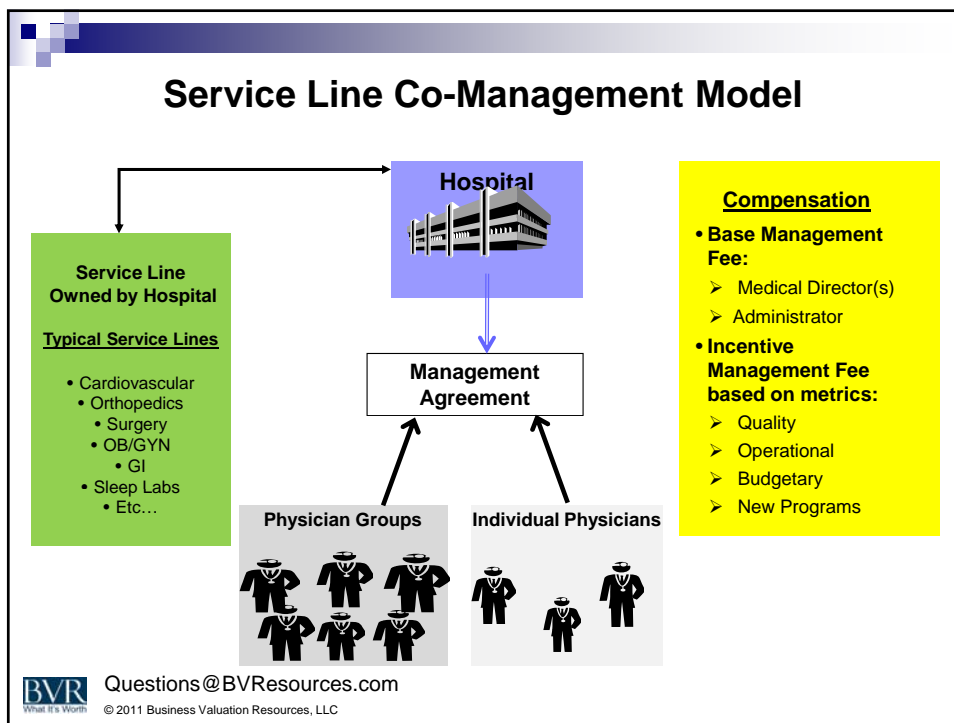 Service Line Co-Management Model
Hospital
Service Line
Owned by Hospital
Typical Service Lines
• Cardiovascular
• Orthopedics
• Surgery
• OB/GYN
• GI
• Sleep Labs
• Etc…
Management
Agreement
Physician Groups
Individual Physicians
Compensation
• Base Management
Fee:
➢ Medical Director(s)
➢ Administrator
• Incentive
Management Fee
based on metrics:
➢ Quality
➢ Operational
➢ Budgetary
➢ New Programs
BVR
What It's Worth
Questions@BVResources.com
© 2011 Business Valuation Resources, LLC